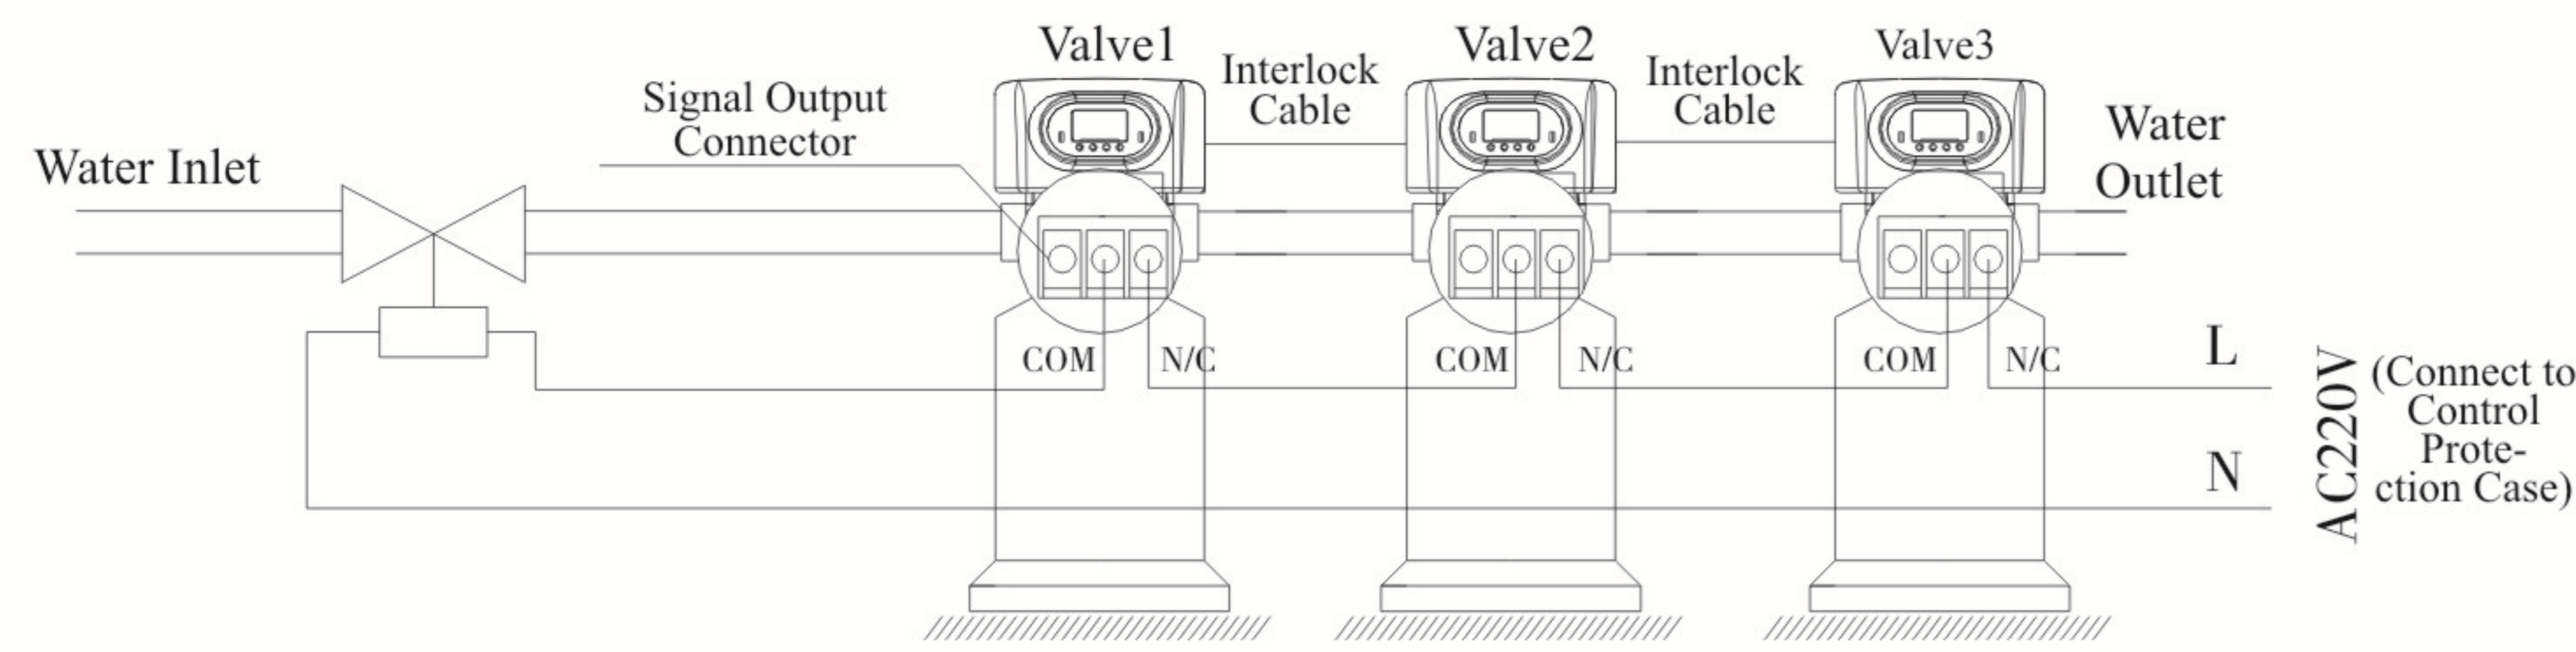 Water Inlet
Signal Output
Connector
Valve1
Interlock
Cable
Valve2
Interlock
Cable
Valve3
Water
Outlet
COM
N/C
COM
N/C
COM
N/C
L
N
AC220V
(Connect to
Control
Prote-
ction Case)